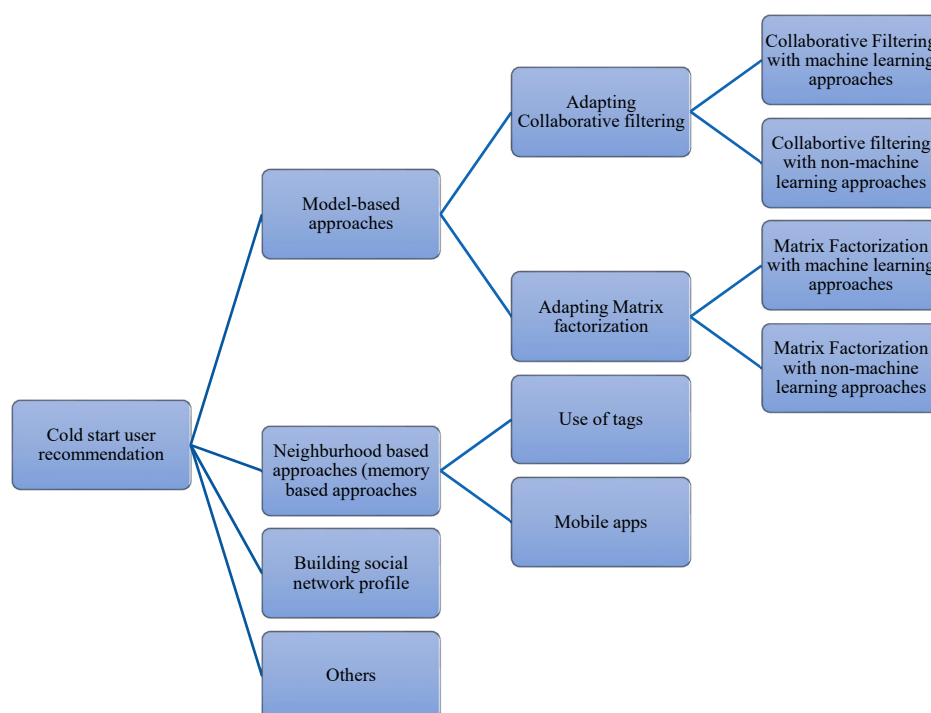 Cold start user
recommendation
Model-based
approaches
Adapting
Collaborative filtering
Collaborative Filtering
with machine learning
approaches
Collabortive filtering
with non-machine
learning approaches
Adapting Matrix
factorization
Matrix Factorization
with machine learning
approaches
Matrix Factorization
with non-machine
learning approaches
Neighburhood based
approaches (memory
based approaches
Use of tags
Mobile apps
Building social
network profile
Others